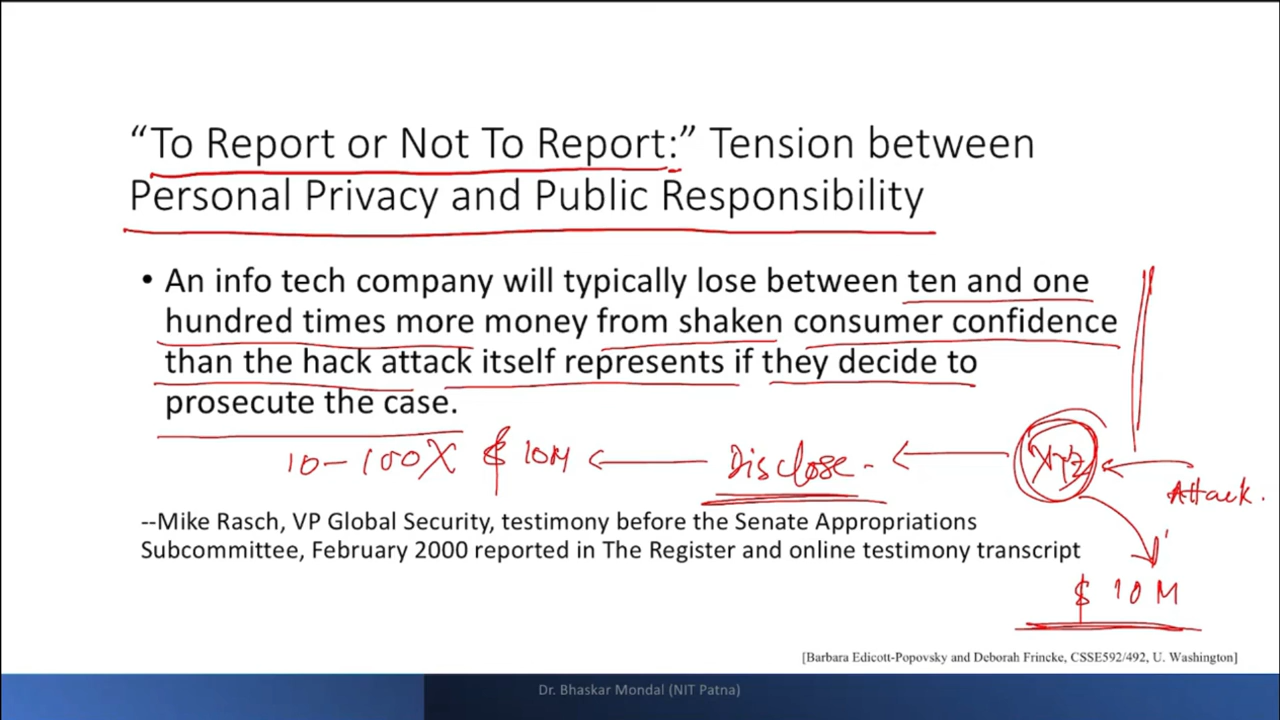 “To Report or Not To Report:” Tension between
Personal Privacy and Public Responsibility
• An info tech company will typically lose between ten and one
hundred times more money from shaken consumer confidence
than the hack attack itself represents if they decide to
prosecute the case.
10-100X $ 10M Disclose. XYZ
Attack.
--Mike Rasch, VP Global Security, testimony before the Senate Appropriations
Subcommittee, February 2000 reported in The Register and online testimony transcript
$ 10 M
[Barbara Edicott-Popovsky and Deborah Frincke, CSSE592/492, U. Washington]
Dr. Bhaskar Mondal (NIT Patna)